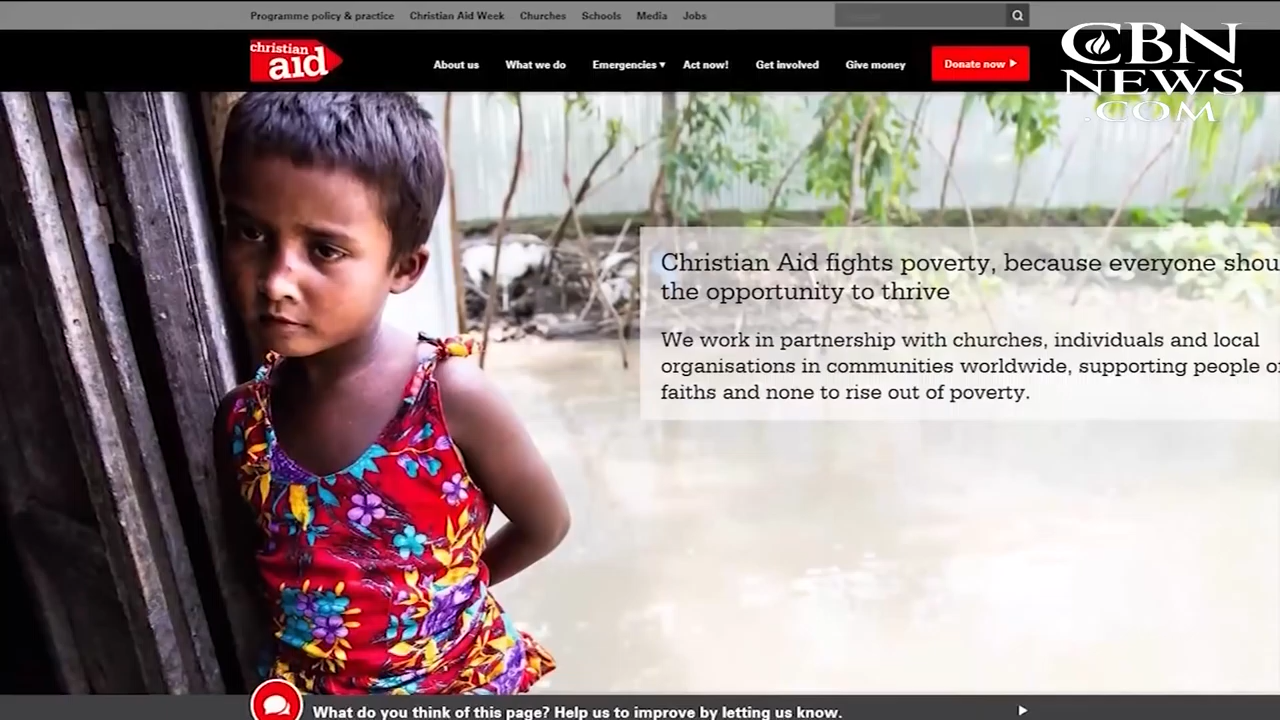 Programme policy & practice Christian Aid Week Churches Schools Media Jobs
CBN
NEWS
.COM
christian
aid
About us What we do Emergencies Act now! Get involved Give money Donate now
Christian Aid fights poverty, because everyone
the opportunity to thrive
We work in partnership with churches, individuals and local
organisations in communities worldwide, supporting people
faiths and none to rise out of poverty.
What do you think of this page? Help us to improve by letting us know.